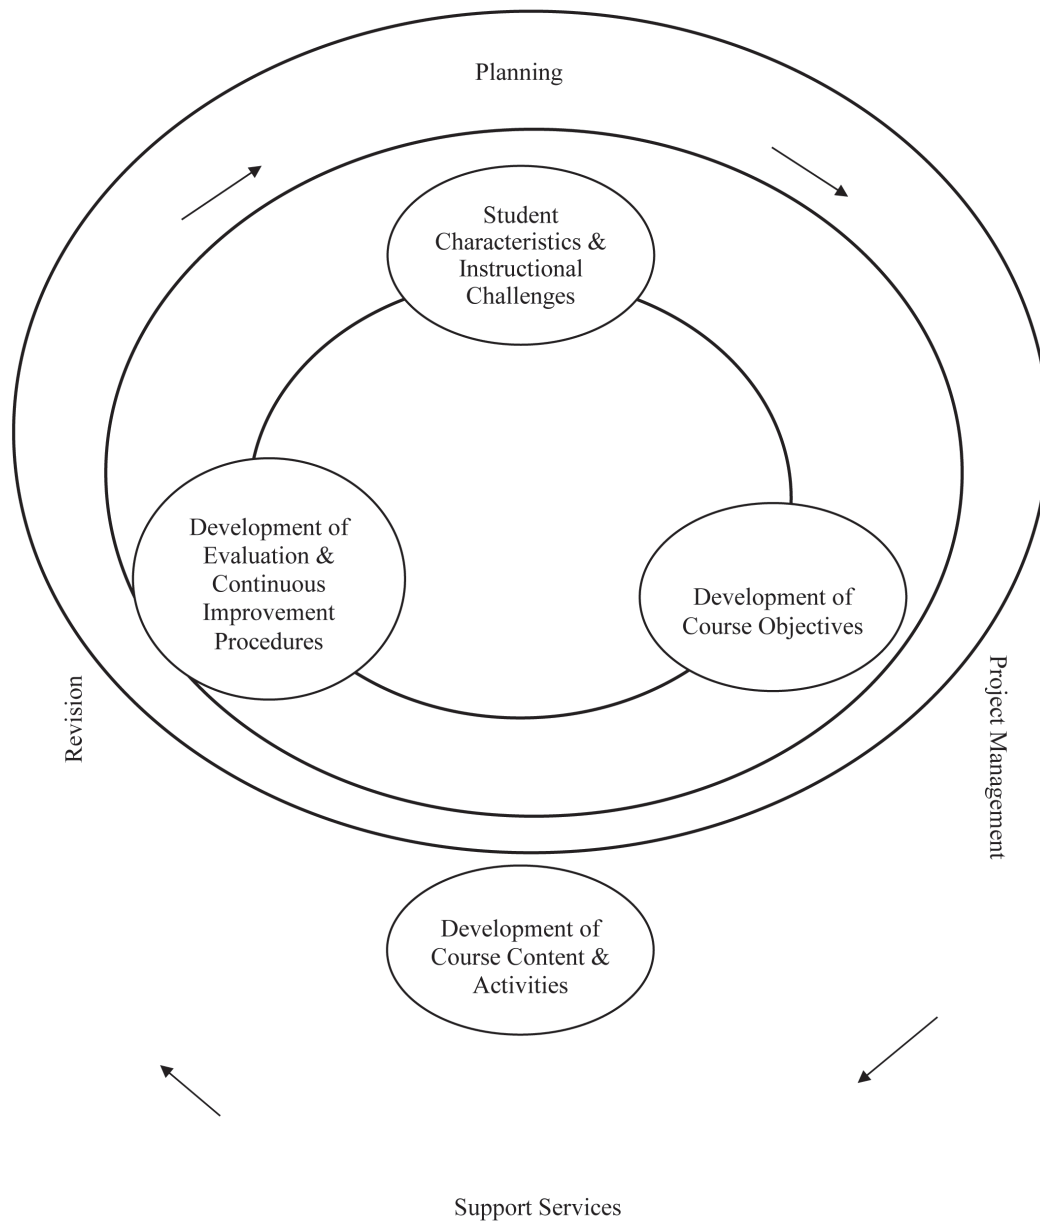 Planning
Student
Characteristics &
Instructional
Challenges
Development of
Evaluation &
Continuous
Improvement
Procedures
Development of
Course Objectives
Revision
Project Management
Development of
Course Content &
Activities
Support Services